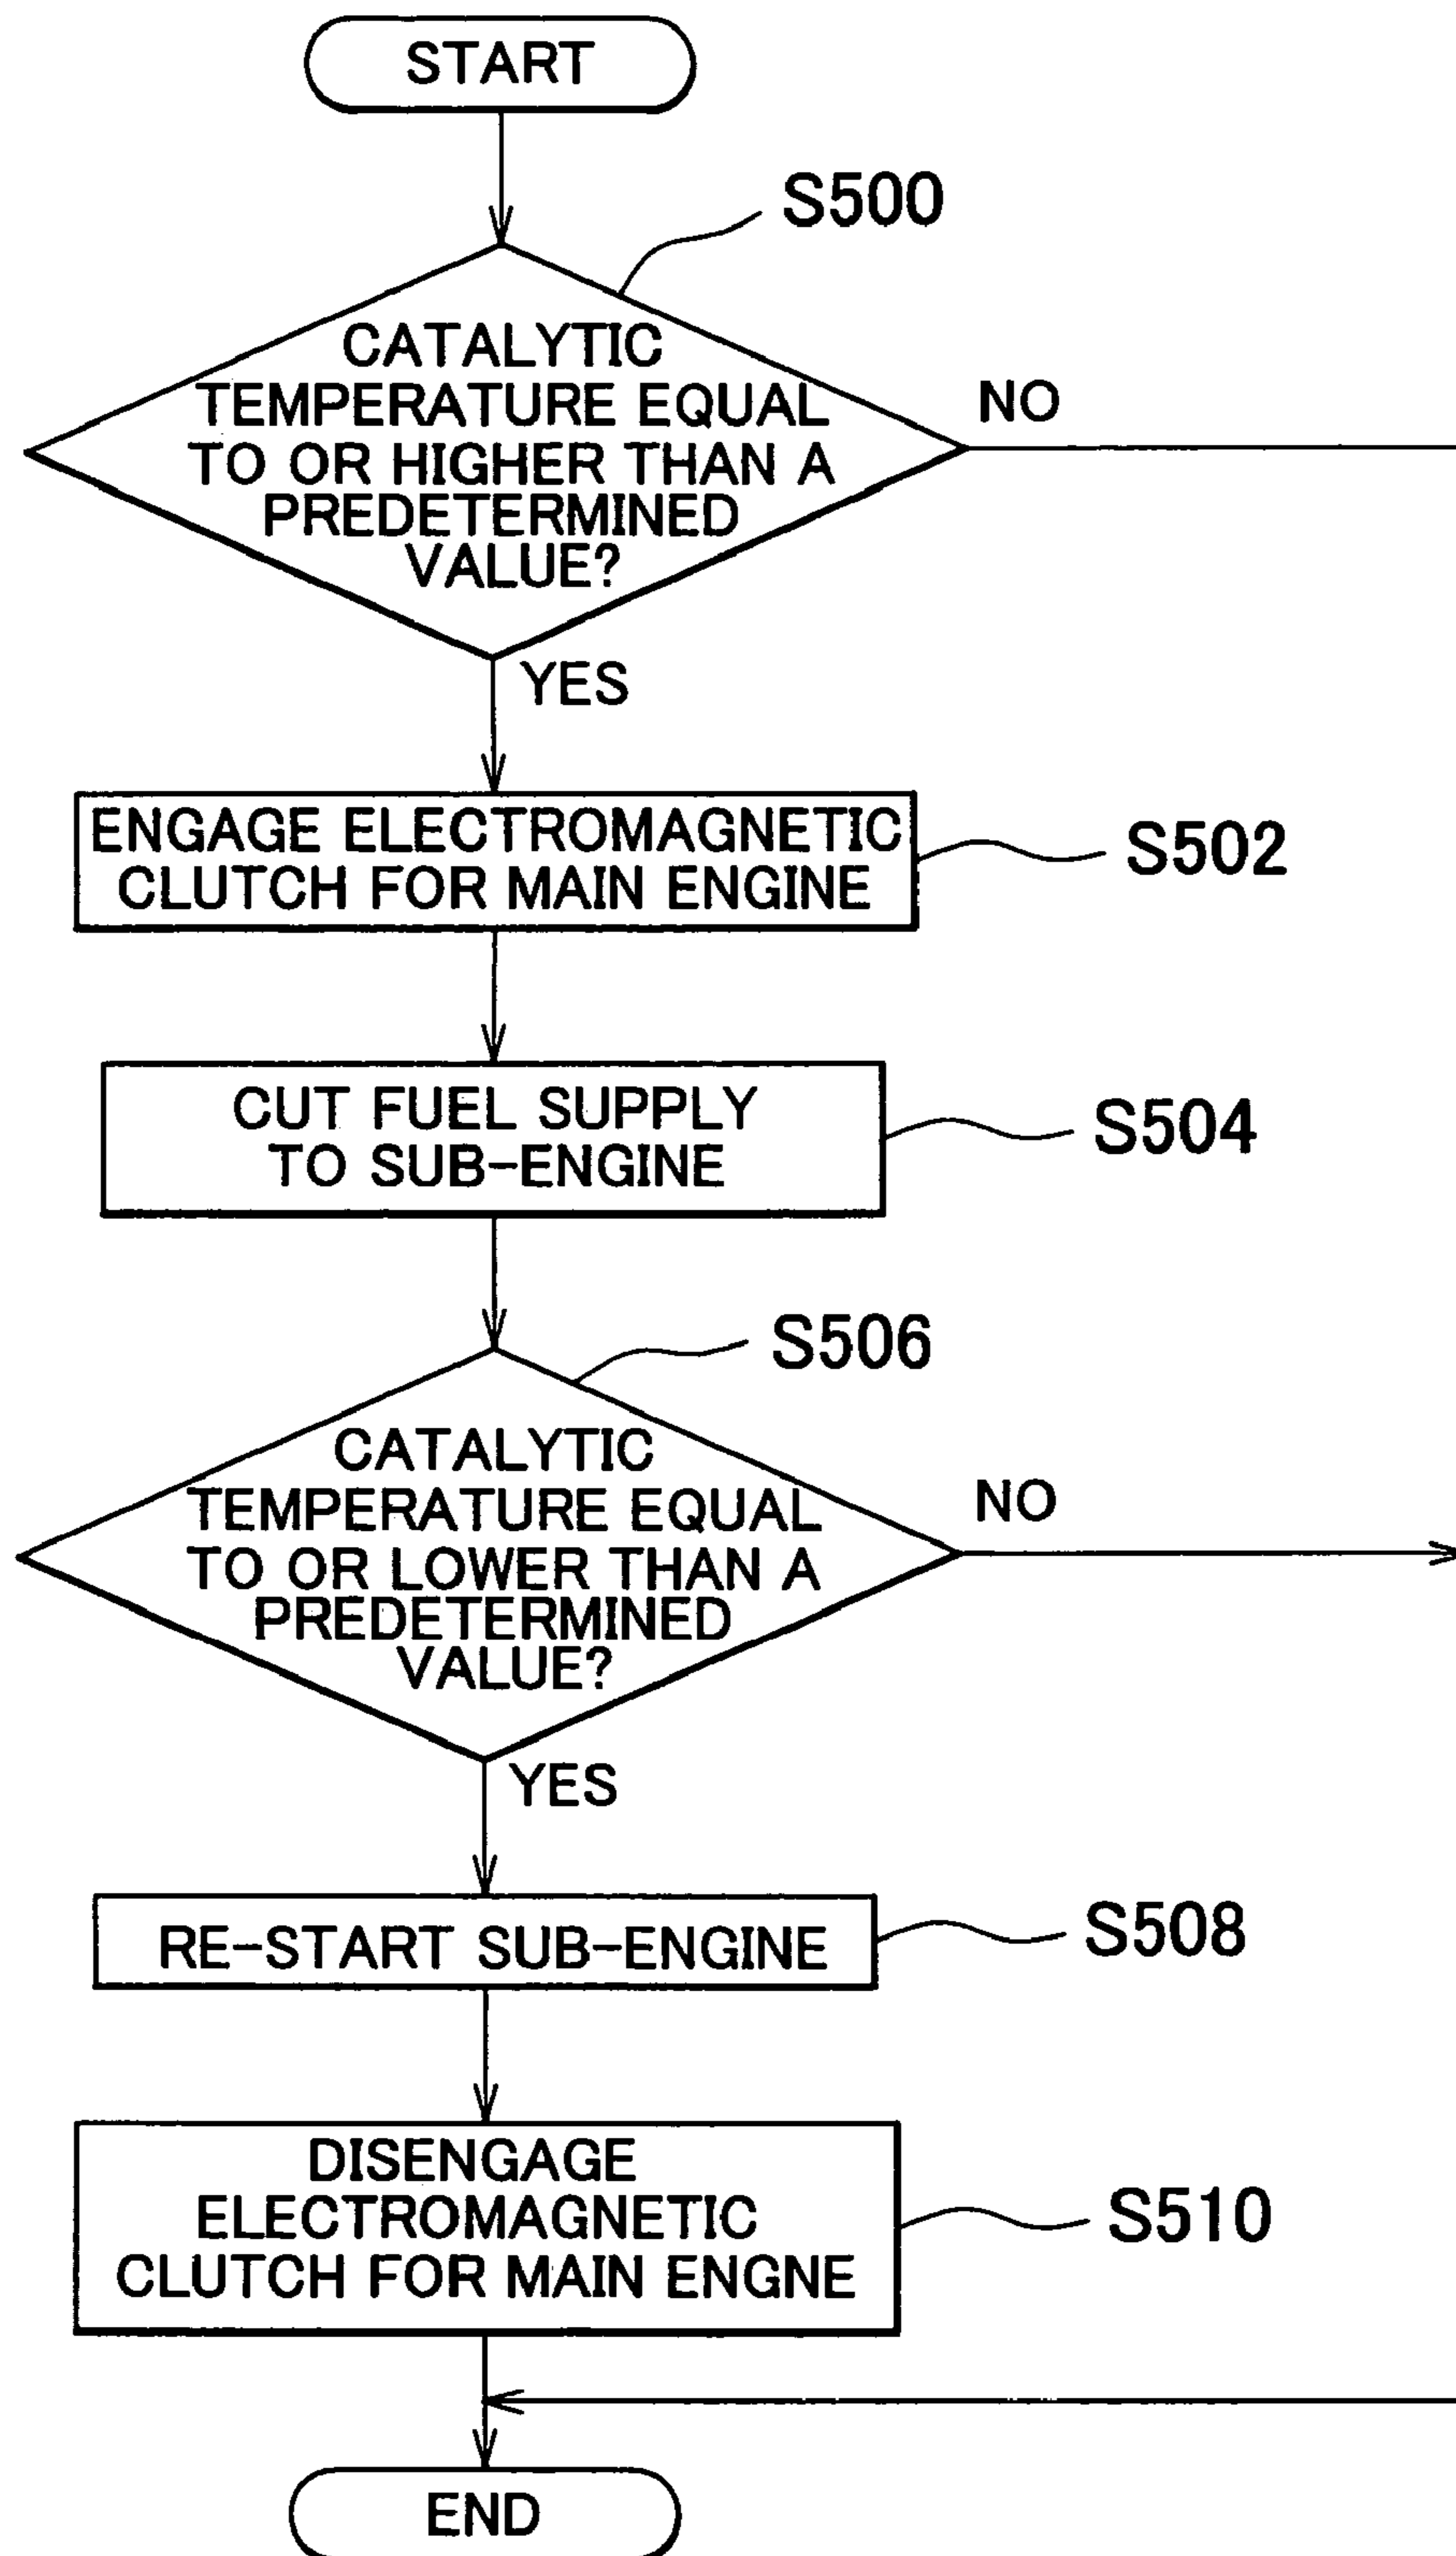 START
S500
CATALYTIC
TEMPERATURE EQUAL
TO OR HIGHER THAN A
PREDETERMINED
VALUE?
NO
YES
ENGAGE ELECTROMAGNETIC
CLUTCH FOR MAIN ENGINE
S502
CUT FUEL SUPPLY
TO SUB-ENGINE
S504
S506
CATALYTIC
TEMPERATURE EQUAL
TO OR LOWER THAN A
PREDETERMINED
VALUE?
NO
YES
RE-START SUB-ENGINE
S508
DISENGAGE
ELECTROMAGNETIC
CLUTCH FOR MAIN ENGNE
S510
END